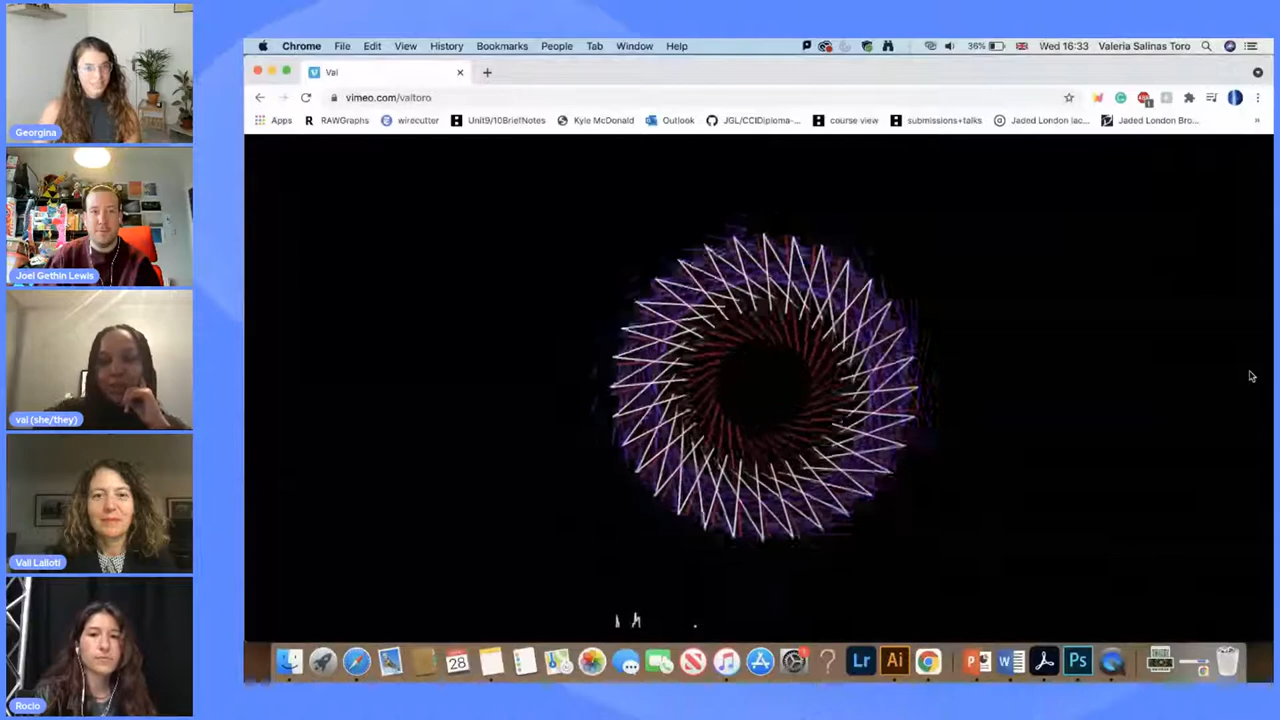 Georgina
Joel Gethin Lewis
val (she/they)
Vali Lalioti
Rocio
Chrome File Edit View History Bookmarks People Tab Window Help
36% Wed 16:33 Valeria Salinas Toro
Val
vimeo.com/valtoro
Apps RAWGraphs wirecutter Unit9/10BriefNotes Kyle McDonald Outlook JGL/CCIDiploma-... course view submissions+talks Jaded London lac... Jaded London Bro...
28
Lr Ai P W Ps